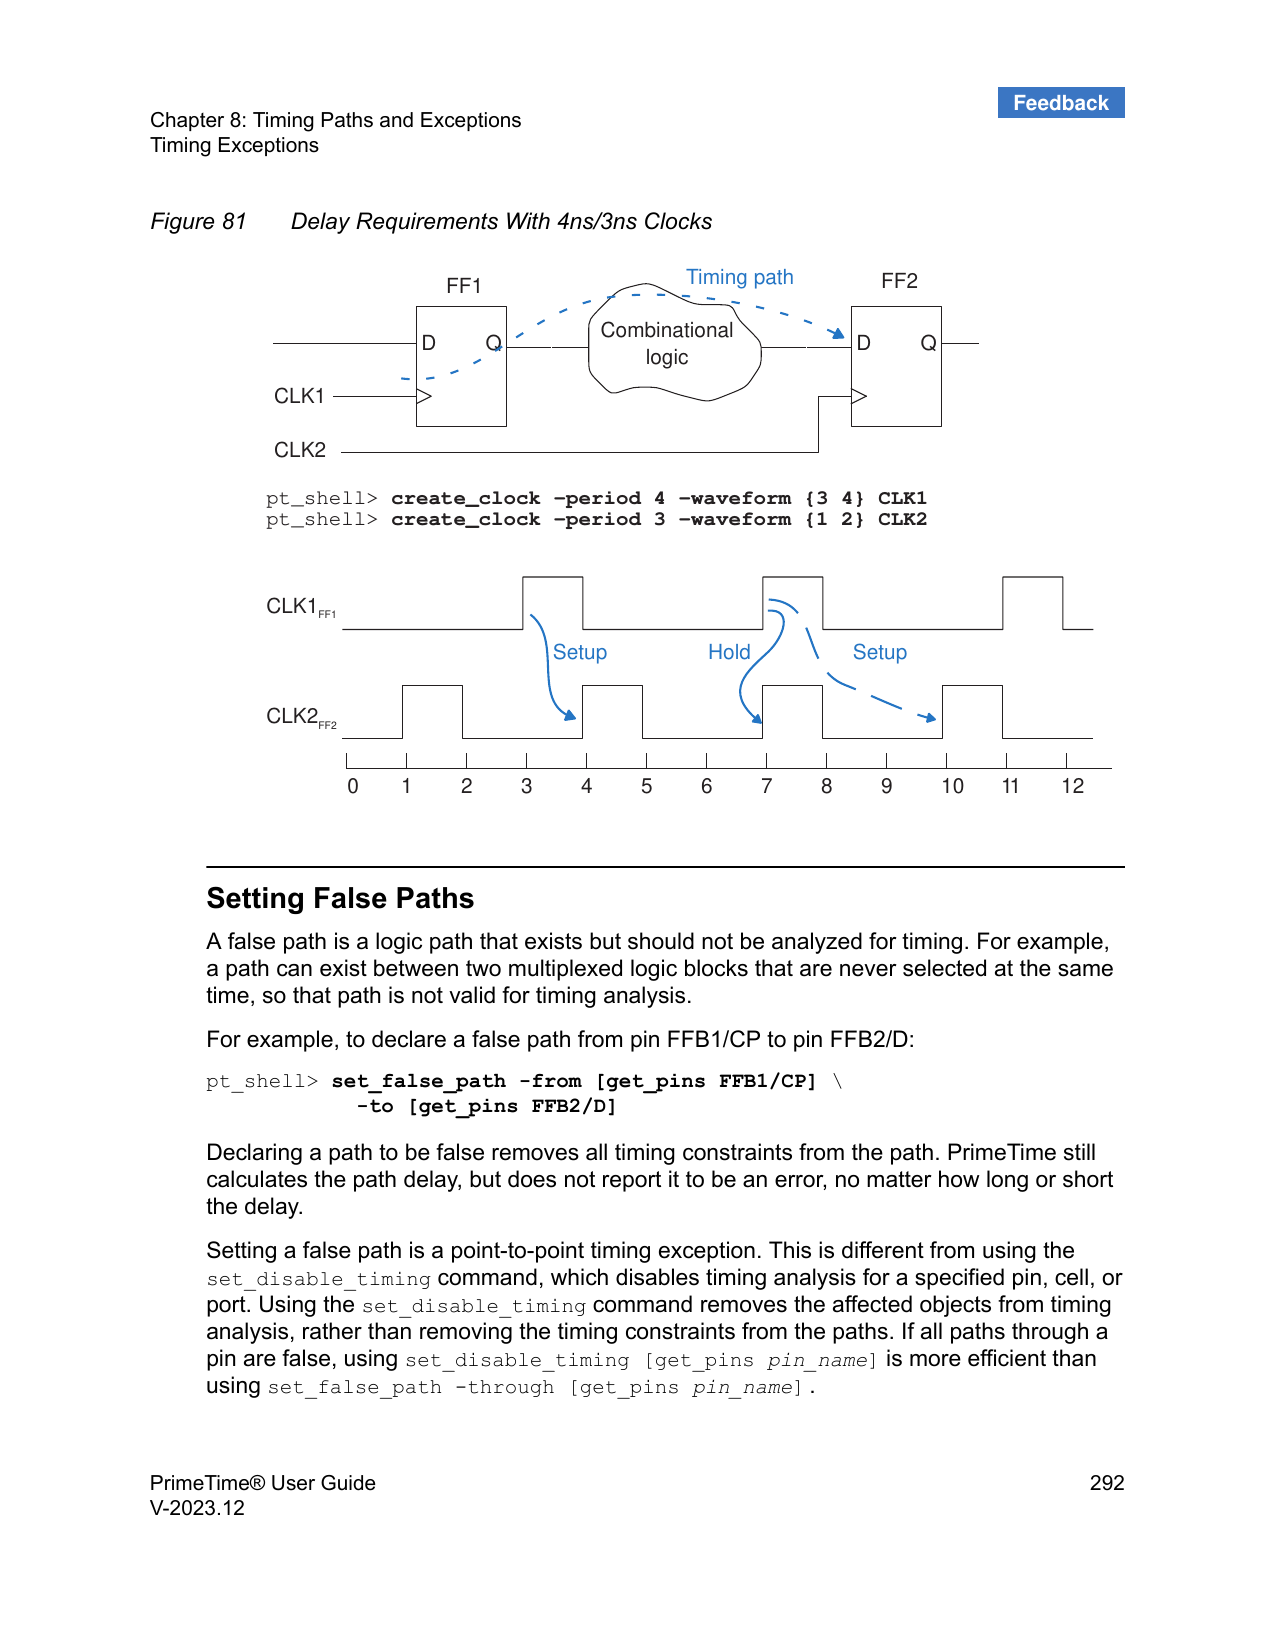 Feedback
Chapter 8: Timing Paths and Exceptions
Timing Exceptions
Figure 81 Delay Requirements With 4ns/3ns Clocks
Timing path
FF1
FF2
Combinational
logic
D Q
D Q
CLK1
CLK2
pt_shell> create_clock –period 4 –waveform {3 4} CLK1
pt_shell> create_clock –period 3 –waveform {1 2} CLK2
CLK1FF1
Setup
Hold
Setup
CLK2FF2
0 1 2 3 4 5 6 7 8 9 10 11 12
Setting False Paths
A false path is a logic path that exists but should not be analyzed for timing. For example,
a path can exist between two multiplexed logic blocks that are never selected at the same
time, so that path is not valid for timing analysis.
For example, to declare a false path from pin FFB1/CP to pin FFB2/D:
pt_shell> set_false_path -from [get_pins FFB1/CP] \
-to [get_pins FFB2/D]
Declaring a path to be false removes all timing constraints from the path. PrimeTime still
calculates the path delay, but does not report it to be an error, no matter how long or short
the delay.
Setting a false path is a point-to-point timing exception. This is different from using the
set_disable_timing command, which disables timing analysis for a specified pin, cell, or
port. Using the set_disable_timing command removes the affected objects from timing
analysis, rather than removing the timing constraints from the paths. If all paths through a
pin are false, using set_disable_timing [get_pins pin_name] is more efficient than
using set_false_path -through [get_pins pin_name].
PrimeTime® User Guide
V-2023.12
292